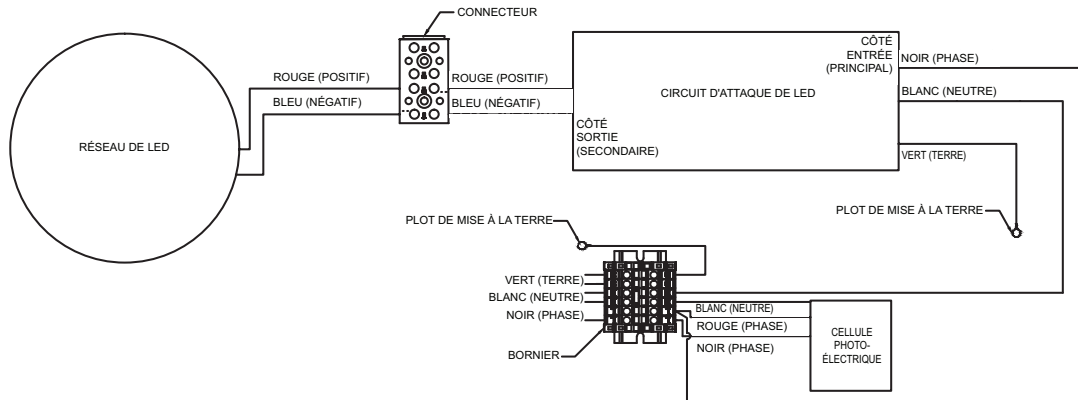 CONNECTEUR
ROUGE (POSITIF)
BLEU (NÉGATIF)
RÉSEAU DE LED
ROUGE (POSITIF)
BLEU (NÉGATIF)
CÔTÉ
ENTRÉE
(PRINCIPAL)
CIRCUIT D'ATTAQUE DE LED
CÔTÉ
SORTIE
(SECONDAIRE)
NOIR (PHASE)
BLANC (NEUTRE)
VERT (TERRE)
PLOT DE MISE À LA TERRE
PLOT DE MISE À LA TERRE
VERT (TERRE)
BLANC (NEUTRE)
NOIR (PHASE)
BORNIER
BLANC (NEUTRE)
ROUGE (PHASE)
NOIR (PHASE)
CELLULE
PHOTO-
ÉLECTRIQUE